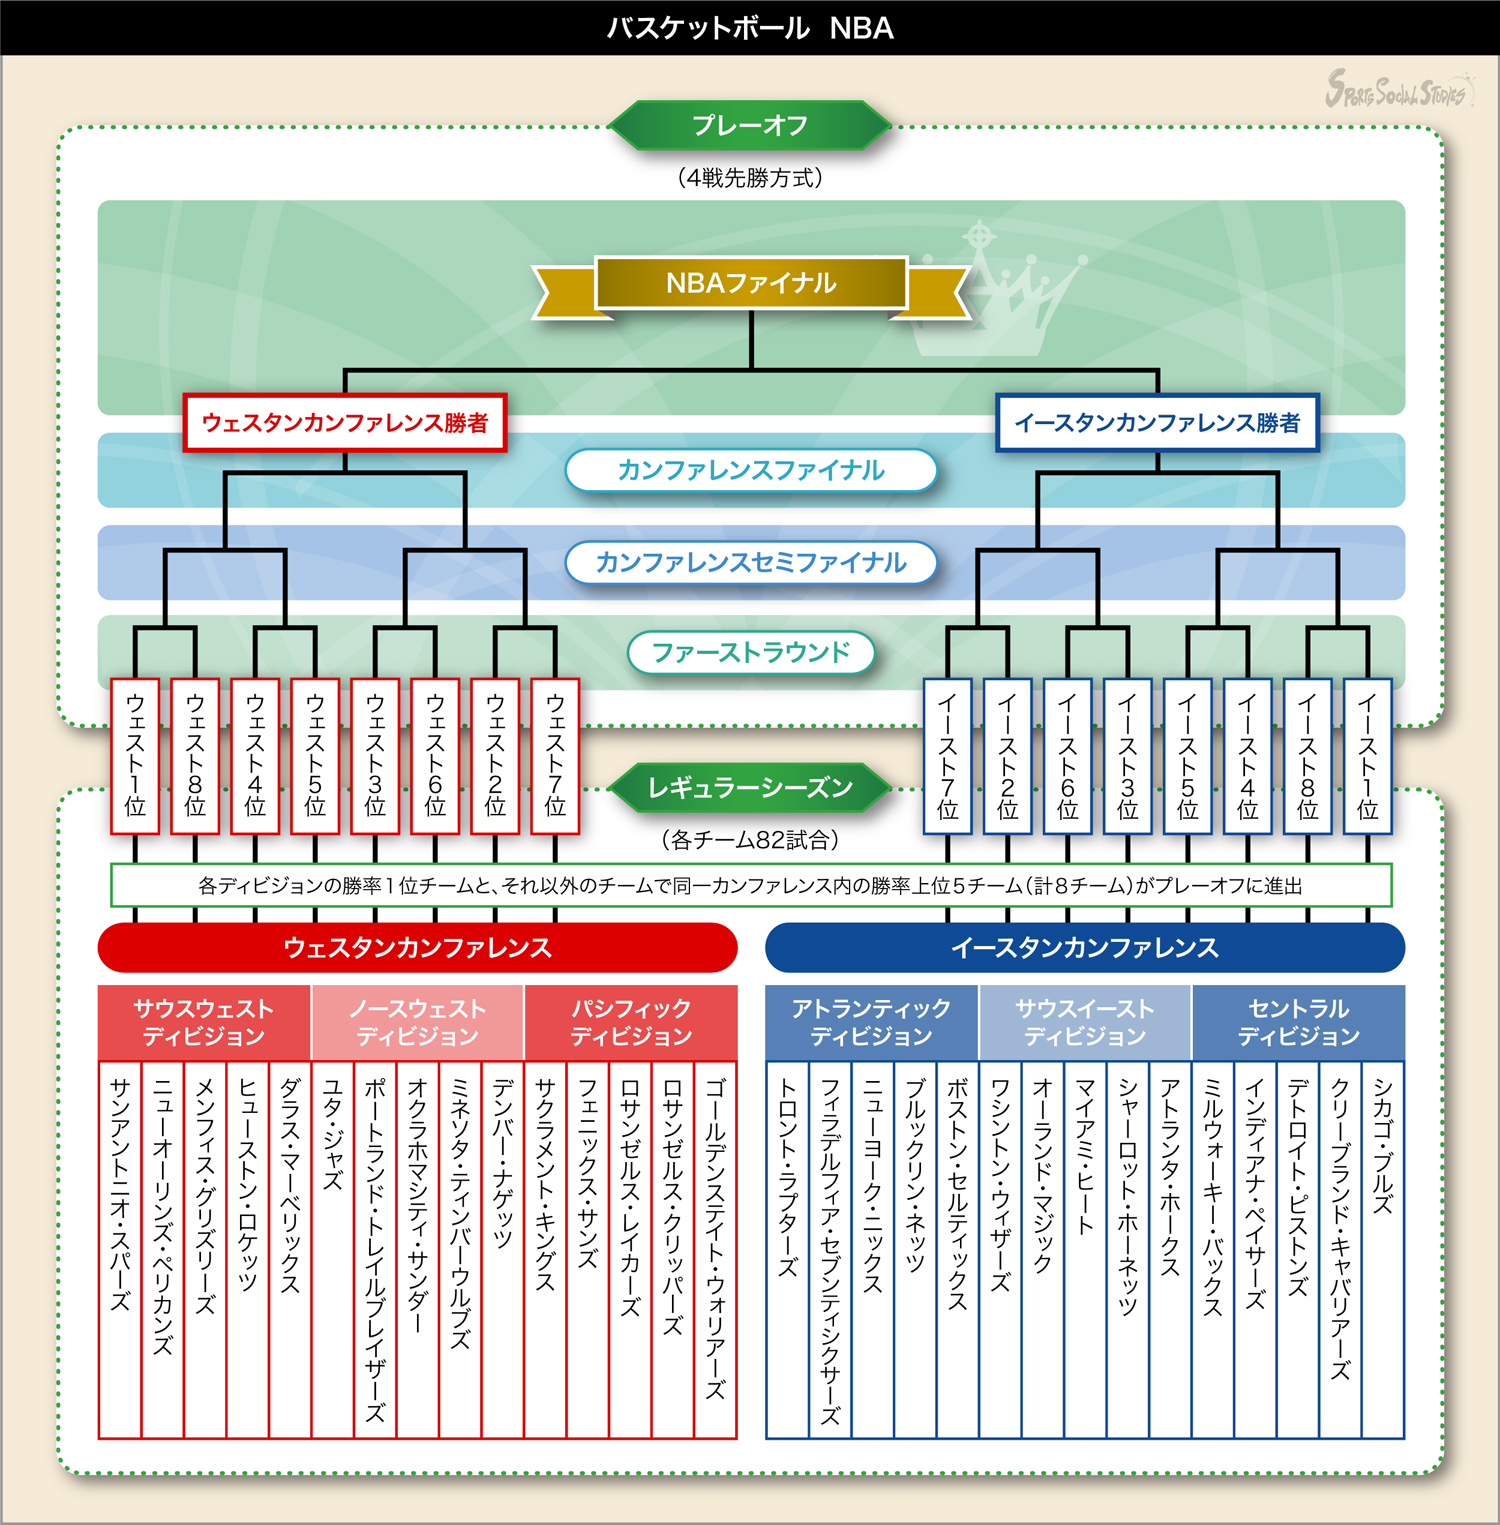 バスケットボール NBA
SPORTS SOCIAL STUDIES
プレーオフ
（4戦先勝方式）
NBAファイナル
ウェスタンカンファレンス勝者
イースタンカンファレンス勝者
カンファレンスファイナル
カンファレンスセミファイナル
ファーストラウンド
ウェスト1位
ウェスト8位
ウェスト4位
ウェスト5位
ウェスト3位
ウェスト6位
ウェスト2位
ウェスト7位
イースト7位
イースト2位
イースト6位
イースト3位
イースト5位
イースト4位
イースト8位
イースト1位
レギュラーシーズン
（各チーム82試合）
各ディビジョンの勝率１位チームと、それ以外のチームで同一カンファレンス内の勝率上位５チーム（計８チーム）がプレーオフに進出
ウェスタンカンファレンス
イースタンカンファレンス
サウスウェスト
ディビジョン
ノースウェスト
ディビジョン
パシフィック
ディビジョン
アトランティック
ディビジョン
サウスイースト
ディビジョン
セントラル
ディビジョン
サンアントニオ・スパーズ
ニューオーリンズ・ペリカンズ
メンフィス・グリズリーズ
ヒューストン・ロケッツ
ダラス・マーベリックス
ユタ・ジャズ
ポートランド・トレイルブレイザーズ
オクラホマシティ・サンダー
ミネソタ・ティンバーウルブズ
デンバー・ナゲッツ
サクラメント・キングス
フェニックス・サンズ
ロサンゼルス・レイカーズ
ロサンゼルス・クリッパーズ
ゴールデンステイト・ウォリアーズ
トロント・ラプターズ
フィラデルフィア・セブンティシクサーズ
ニューヨーク・ニックス
ブルックリン・ネッツ
ボストン・セルティックス
ワシントン・ウィザーズ
オーランド・マジック
マイアミ・ヒート
シャーロット・ホーネッツ
アトランタ・ホークス
ミルウォーキー・バックス
インディアナ・ペイサーズ
デトロイト・ピストンズ
クリーブランド・キャバリアーズ
シカゴ・ブルズ